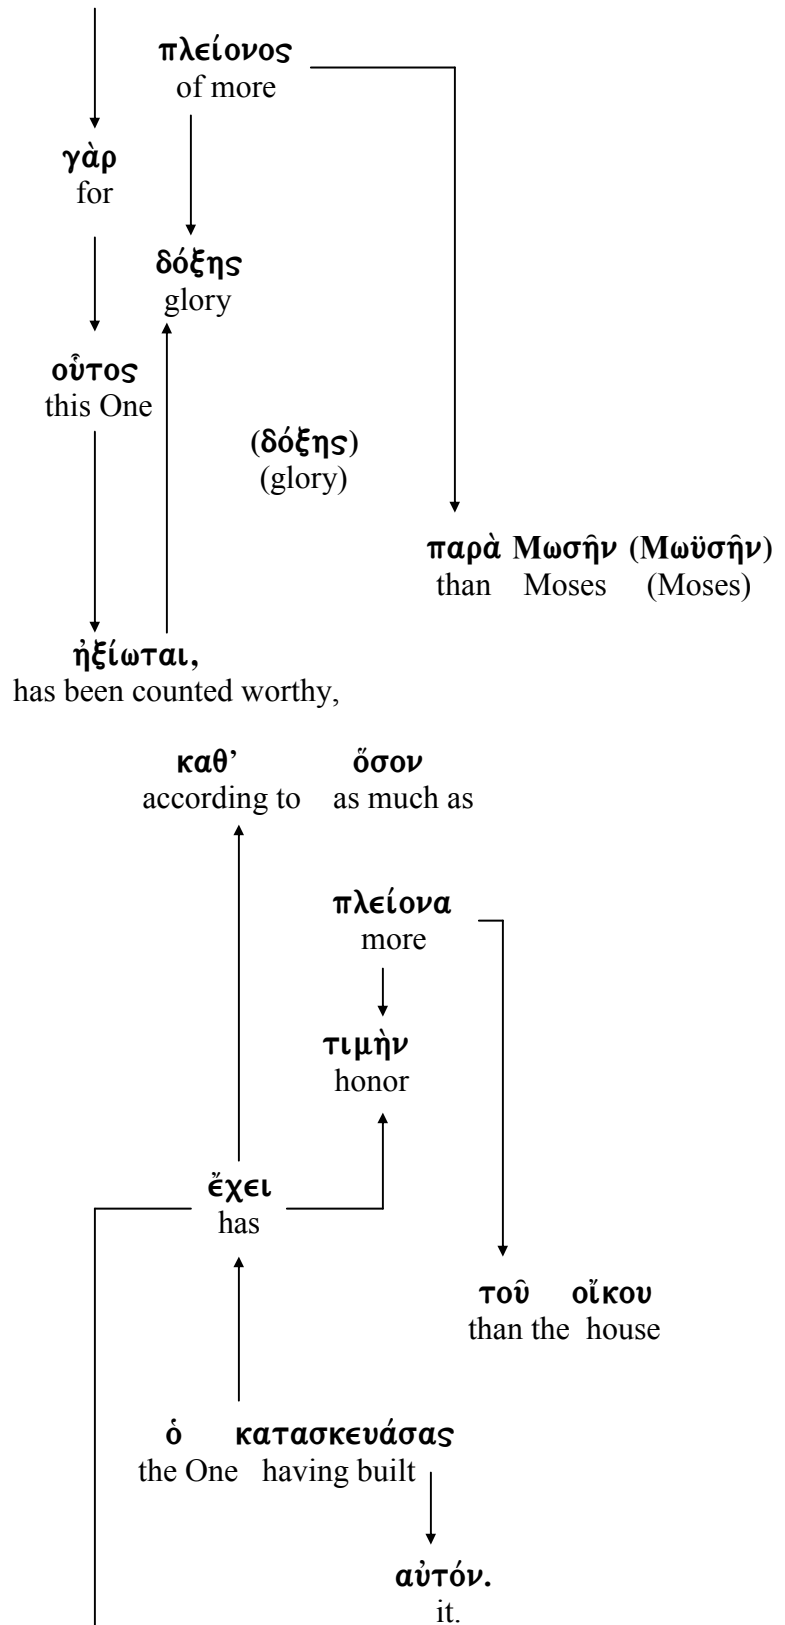 πλείονος
of more
γὰρ
for
δόξης
glory
οὗτος
this One
(δόξης)
(glory)
παρὰ Μωσῆν (Μωϋσῆν)
than Moses (Moses)
ἠξίωται,
has been counted worthy,
καθ’ ὅσον
according to as much as
πλείονα
more
τιμὴν
honor
ἔχει
has
τοῦ οἴκου
than the house
ὁ κατασκευάσας
the One having built
αὐτόν.
it.